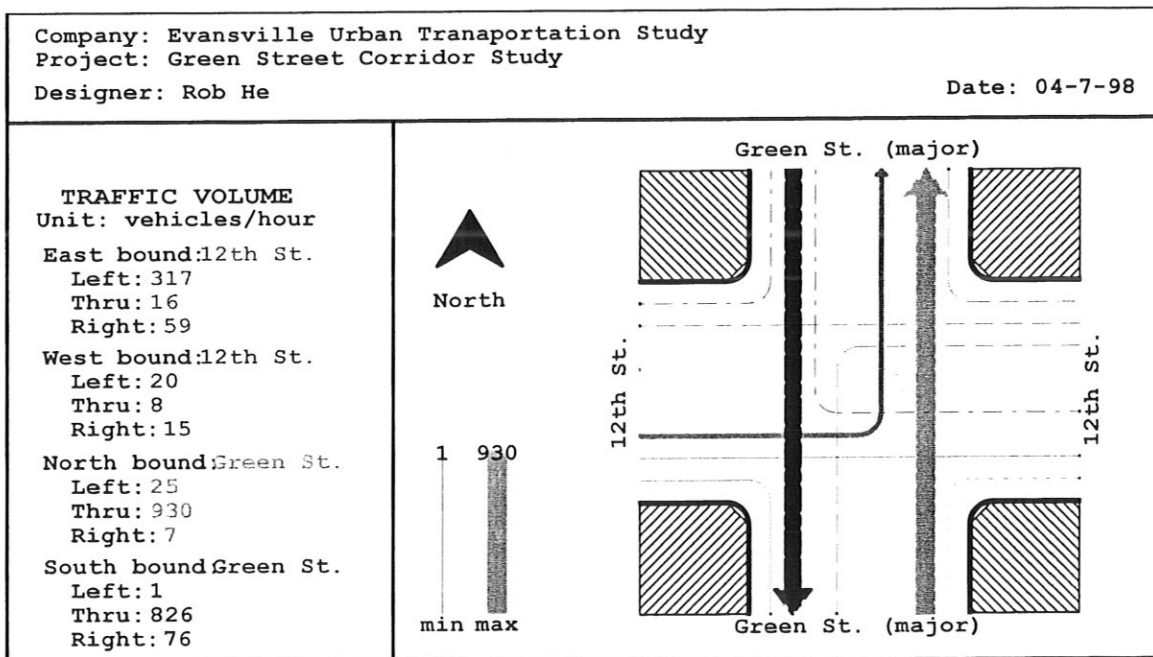 Company: Evansville Urban Tranaportation Study
Project: Green Street Corridor Study
Designer: Rob He
Date: 04-7-98
TRAFFIC VOLUME
Unit: vehicles/hour
East bound:12th St.
Left: 317
Thru: 16
Right: 59
West bound:12th St.
Left: 20
Thru: 8
Right: 15
North bound:Green St.
Left: 25
Thru: 930
Right: 7
South bound:Green St.
Left: 1
Thru: 826
Right: 76
North
1 930
min max
Green St. (major)
12th St.
12th St.
Green St. (major)